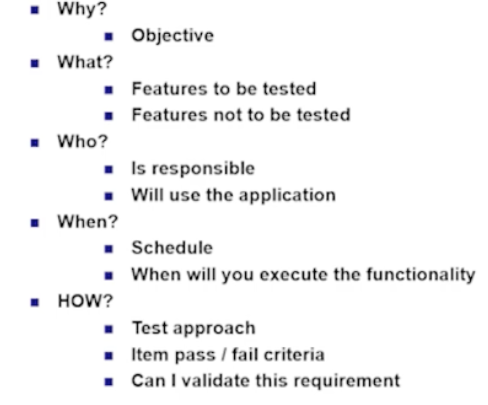 Why?
Objective
What?
Features to be tested
Features not to be tested
Who?
Is responsible
Will use the application
When?
Schedule
When will you execute the functionality
HOW?
Test approach
Item pass / fail criteria
Can I validate this requirement